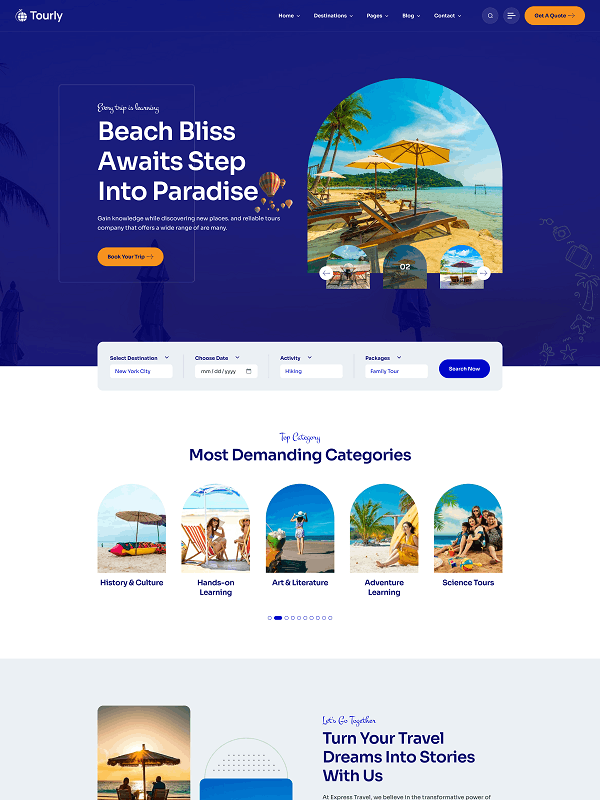 Tourly
Home Destinations Pages Blog Contact Get A Quote
Every trip is learning
Beach Bliss
Awaits Step
Into Paradise
Gain knowledge while discovering new places, and reliable tours
company that offers a wide range of are many.
Book Your Trip
02
Select Destination Choose Date Activity Packages
New York City mm/dd/yyyy Hiking Family Tour Search Now
Top Category
Most Demanding Categories
History & Culture Hands-on Art & Literature Adventure Science Tours
Learning Learning
Let's Go Together
Turn Your Travel
Dreams Into Stories
With Us
At Express Travel, we believe in the transformative power of